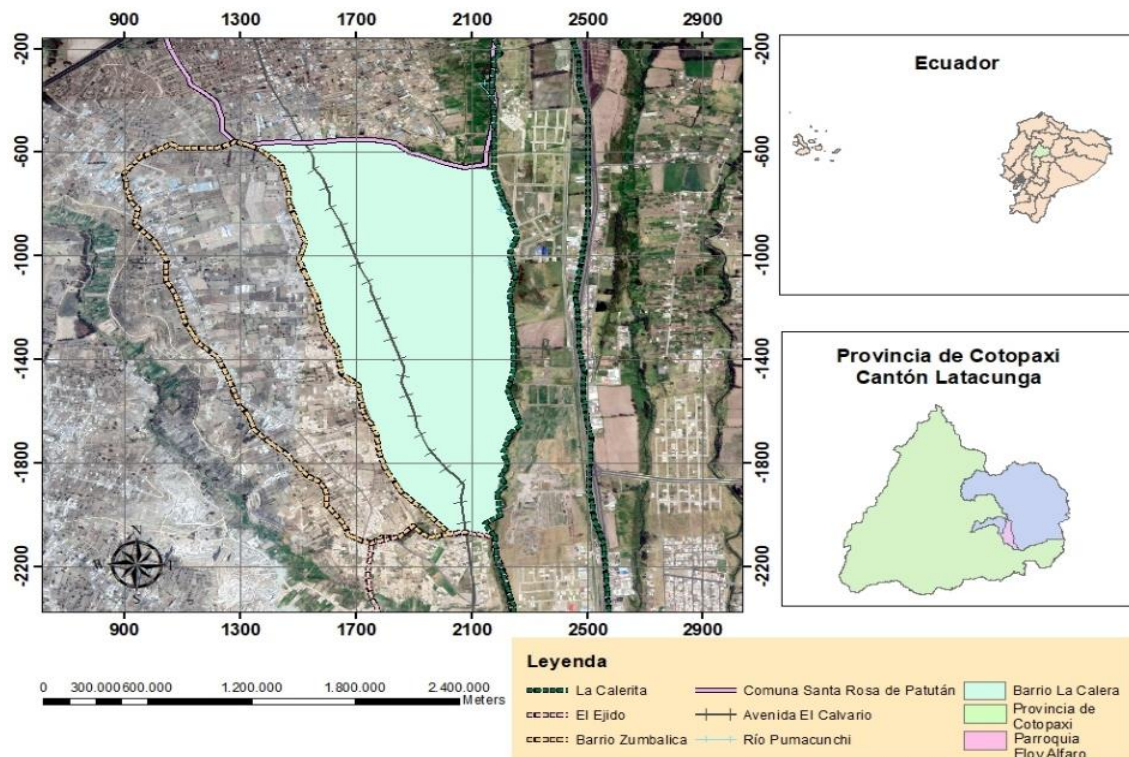 900 1300 1700 2100 2500 2900
-200 -200
-600 -600
-1000 -1000
-1400 -1400
-1800 -1800
-2200 -2200
N
W
S
900 1300 1700 2100 2500 2900
Ecuador
Provincia de Cotopaxi
Cantón Latacunga
0 300.000600.000 1.200.000 1.800.000 2.400.000
Meters
Leyenda
La Calerita
El Ejido
Barrio Zumbalica
Comuna Santa Rosa de Patután
Avenida El Calvario
Río Pumacunchi
Barrio La Calera
Provincia de
Cotopaxi
Parroquia
Eloy Alfaro